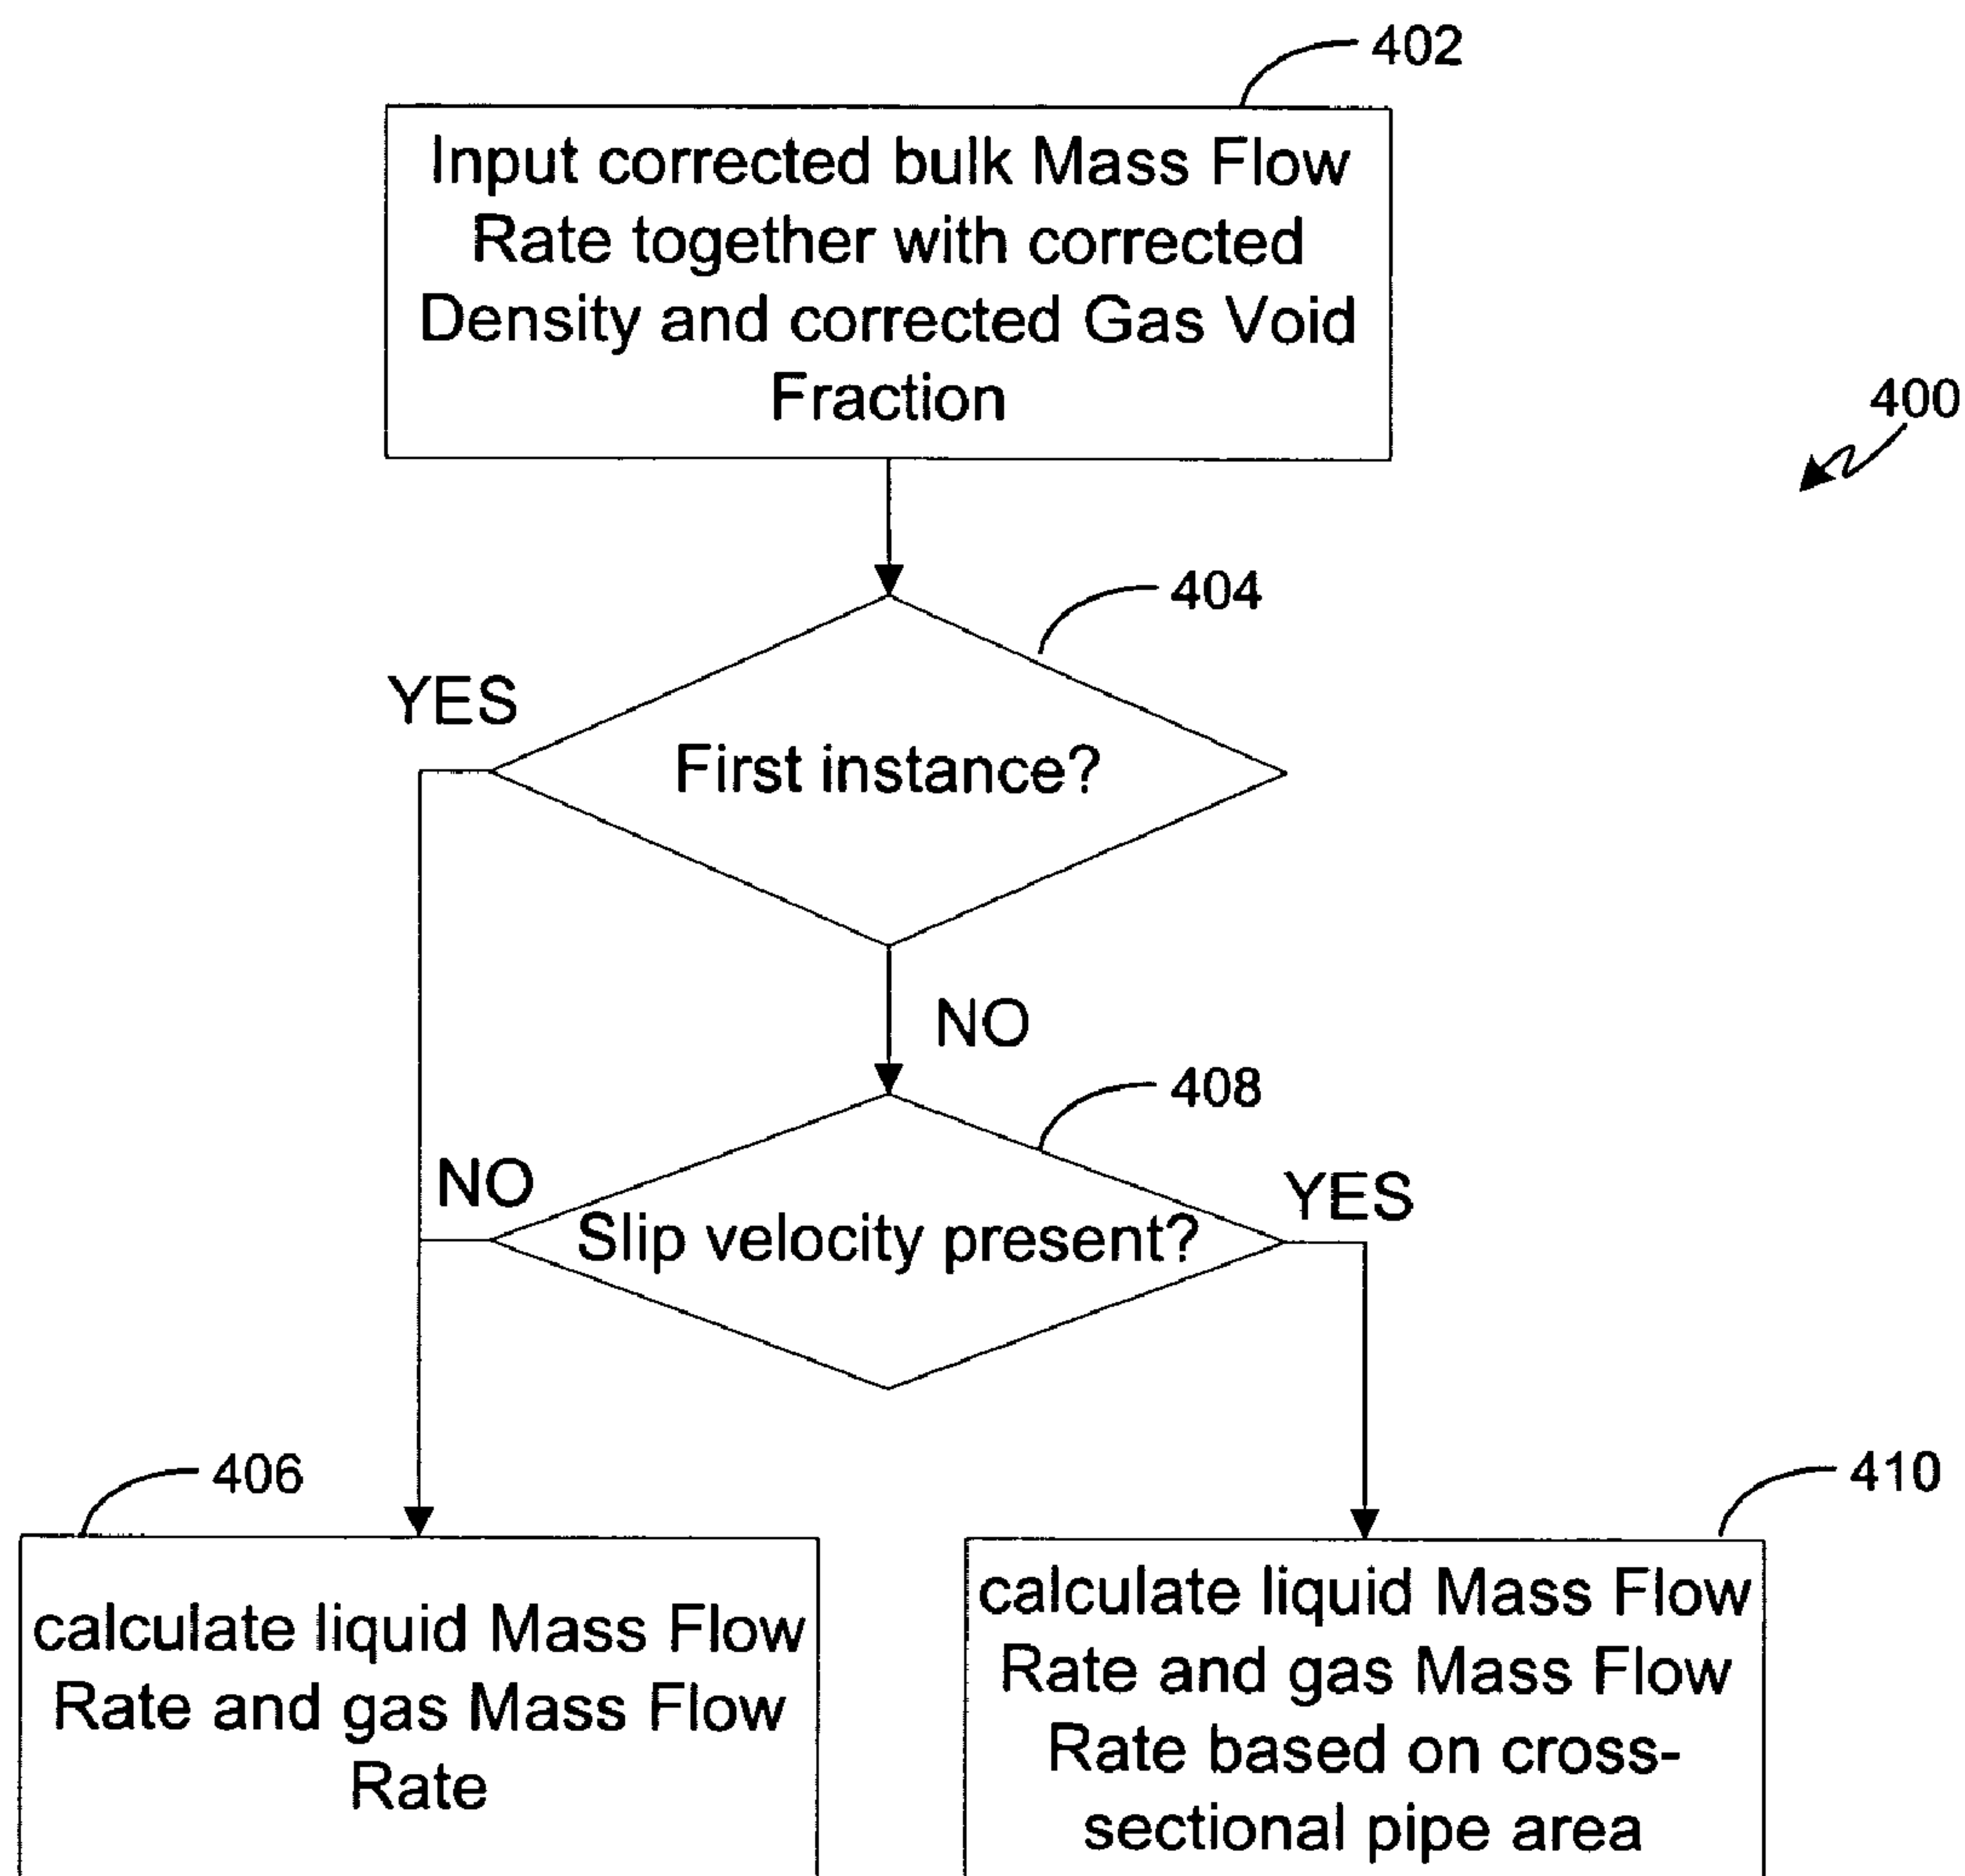 402
Input corrected bulk Mass Flow
Rate together with corrected
Density and corrected Gas Void
Fraction
400
404
YES
First instance?
NO
408
NO
YES
Slip velocity present?
406
410
calculate liquid Mass Flow
Rate and gas Mass Flow
Rate
calculate liquid Mass Flow
Rate and gas Mass Flow
Rate based on cross-
sectional pipe area